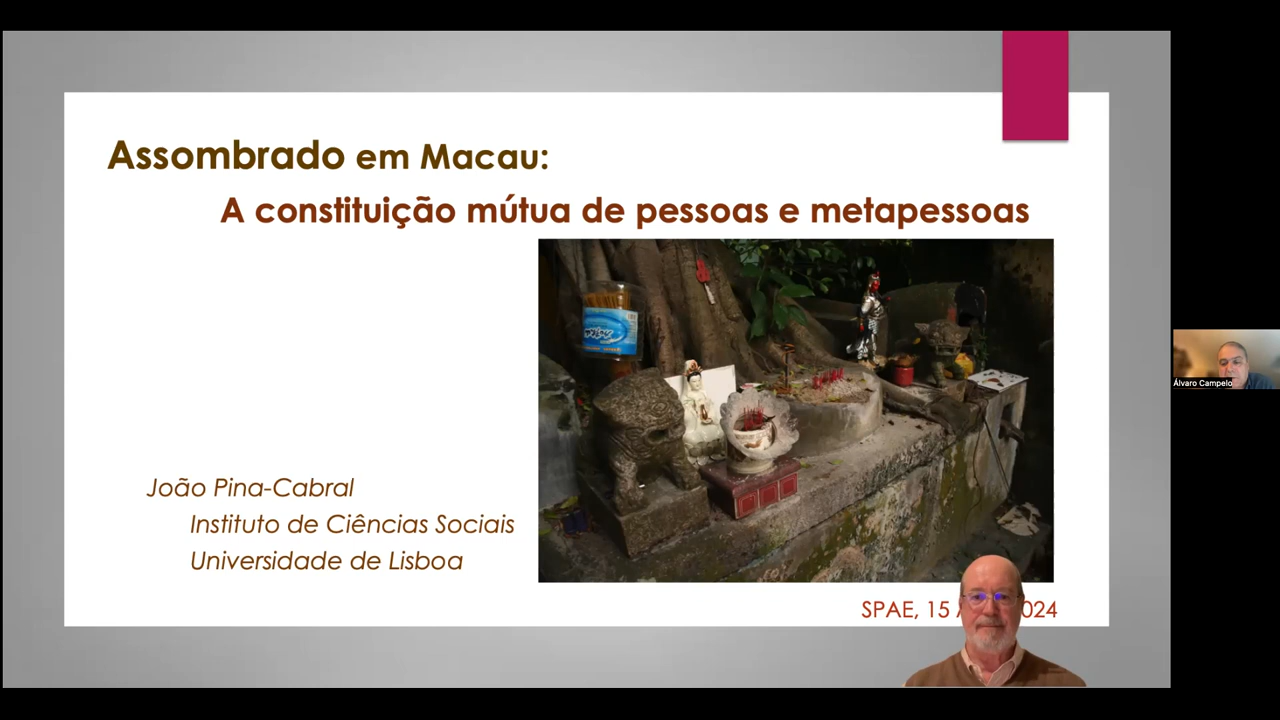 Assombrado em Macau:
A constituição mútua de pessoas e metapessoas
João Pina-Cabral
Instituto de Ciências Sociais
Universidade de Lisboa
SPAE, 15
024
Álvaro Campelo